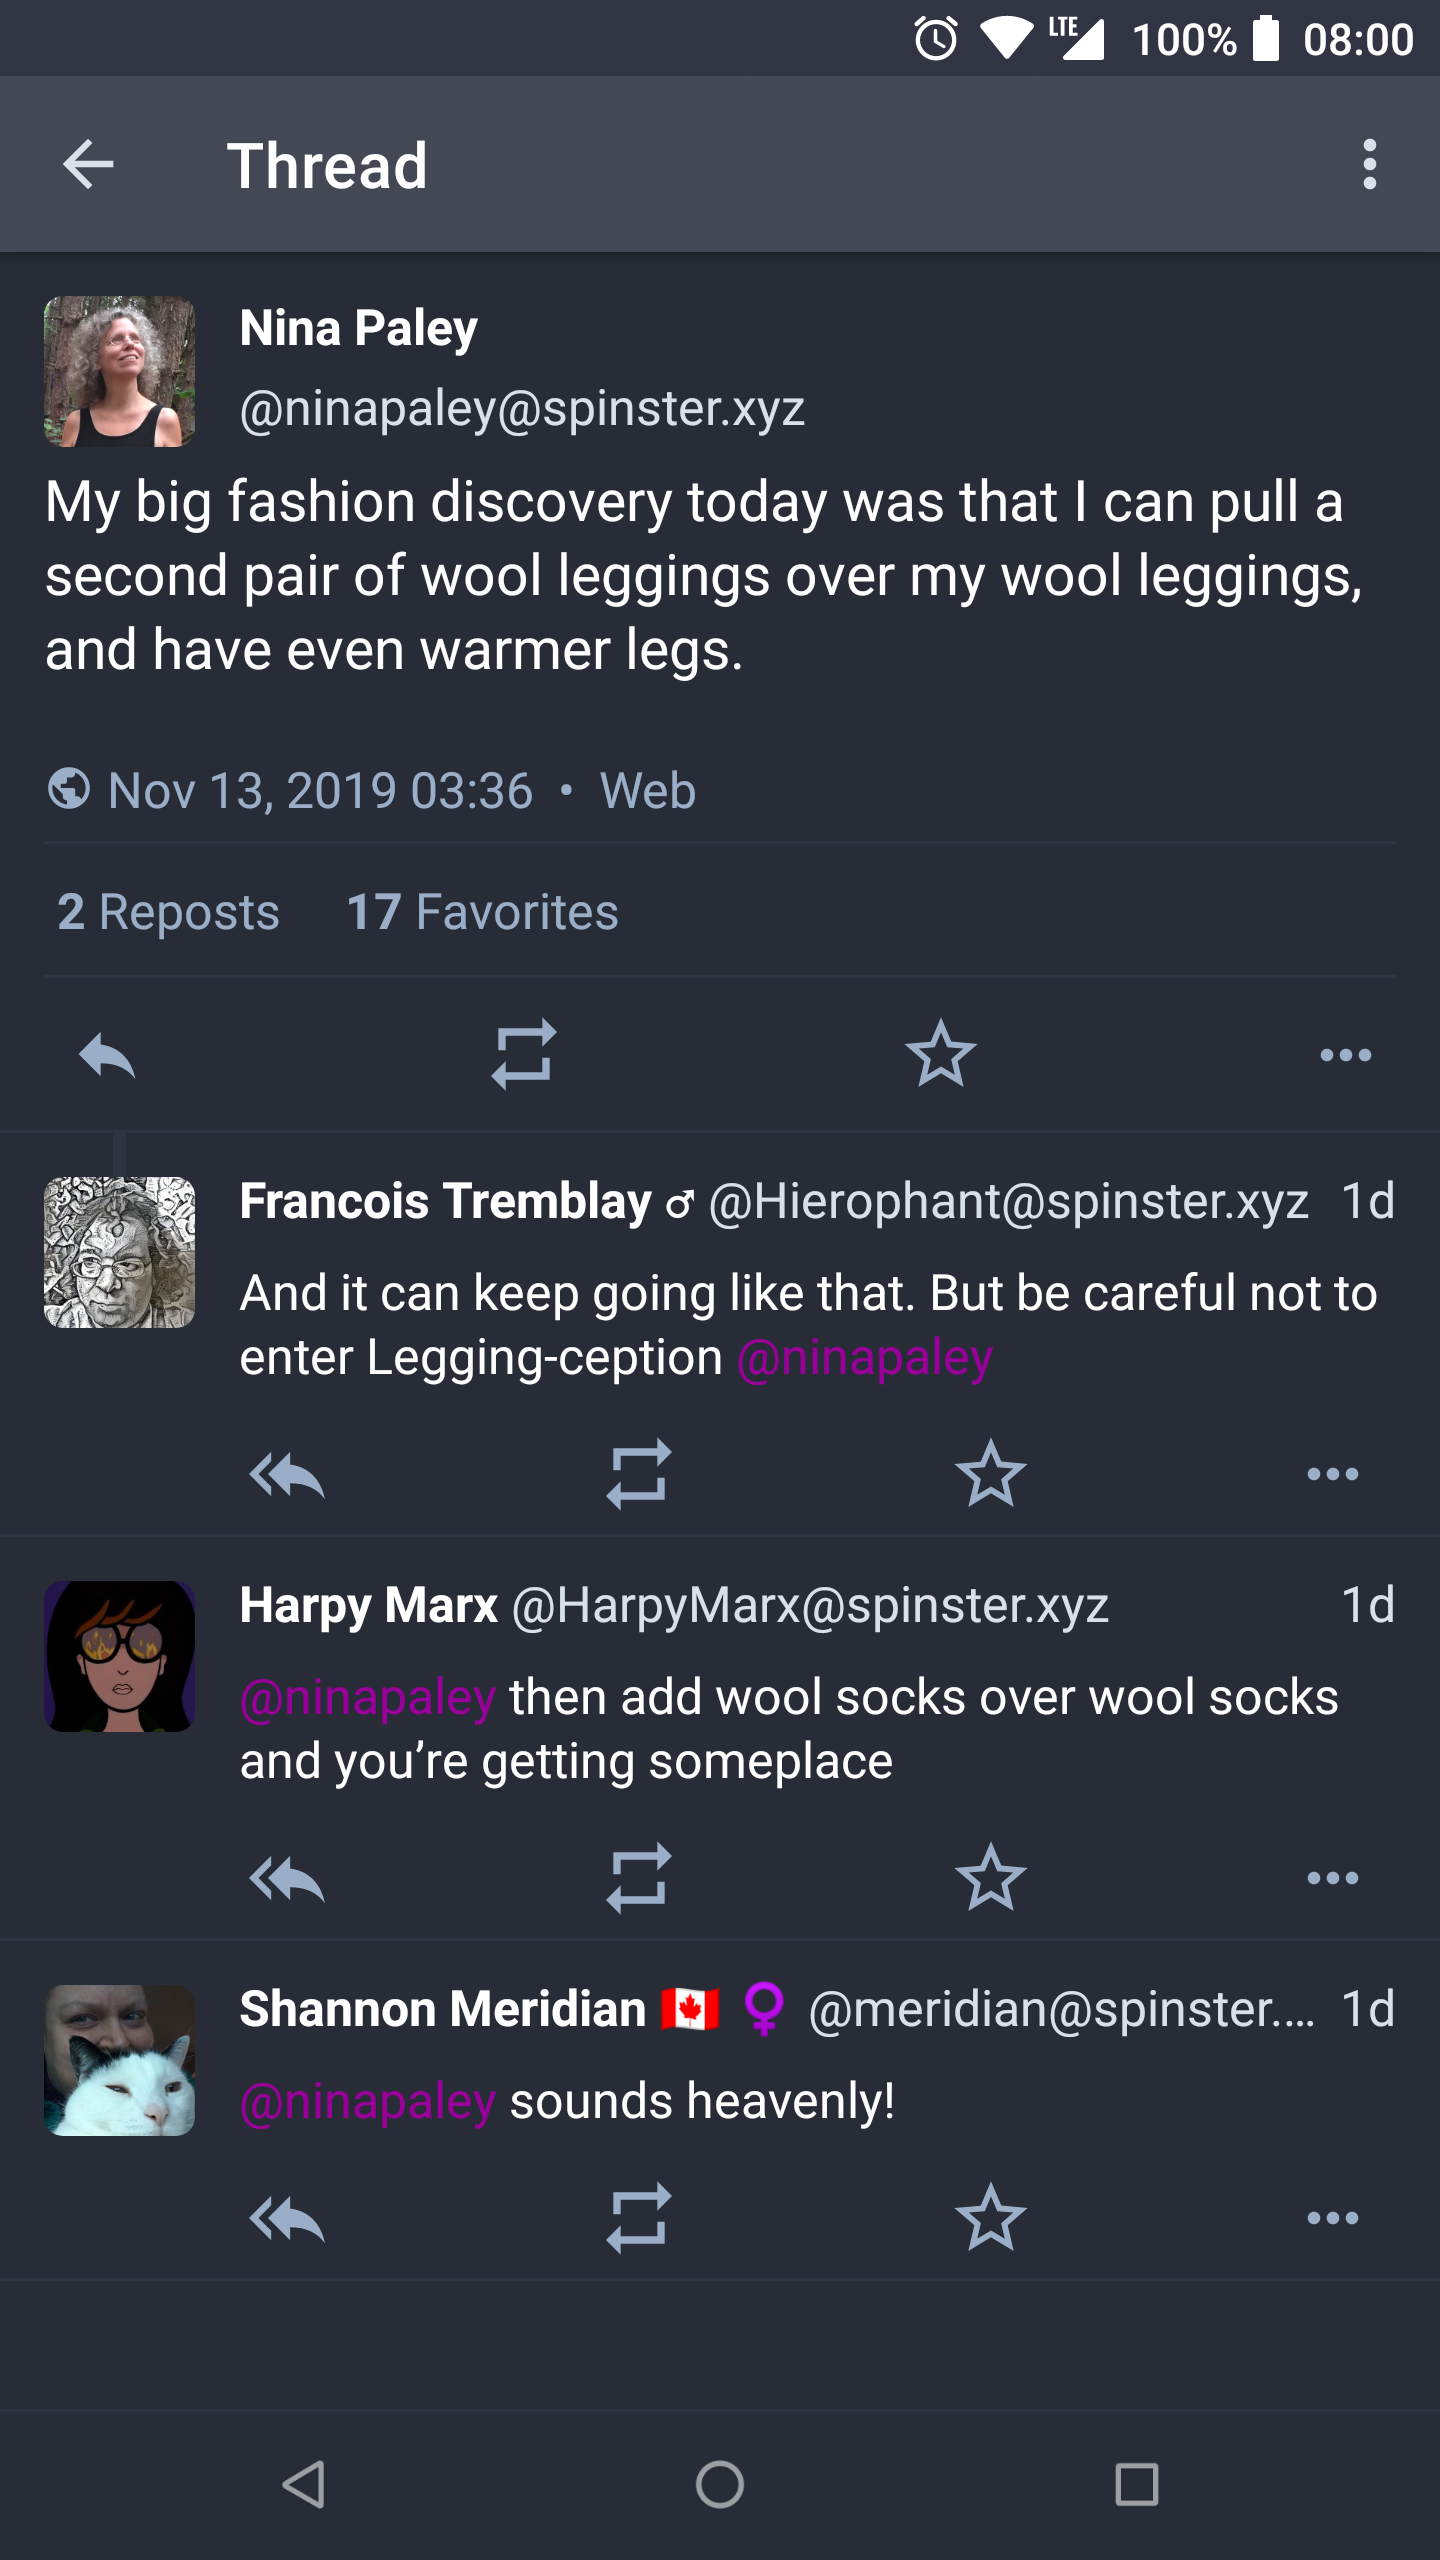 LTE 100% 08:00
Thread
Nina Paley
@ninapaley@spinster.xyz
My big fashion discovery today was that I can pull a
second pair of wool leggings over my wool leggings,
and have even warmer legs.
Nov 13, 2019 03:36 • Web
2 Reposts 17 Favorites
Francois Tremblay ♂ @Hierophant@spinster.xyz 1d
And it can keep going like that. But be careful not to
enter Legging-ception @ninapaley
Harpy Marx @HarpyMarx@spinster.xyz 1d
@ninapaley then add wool socks over wool socks
and you’re getting someplace
Shannon Meridian 🇨🇦 ♀ @meridian@spinster.... 1d
@ninapaley sounds heavenly!